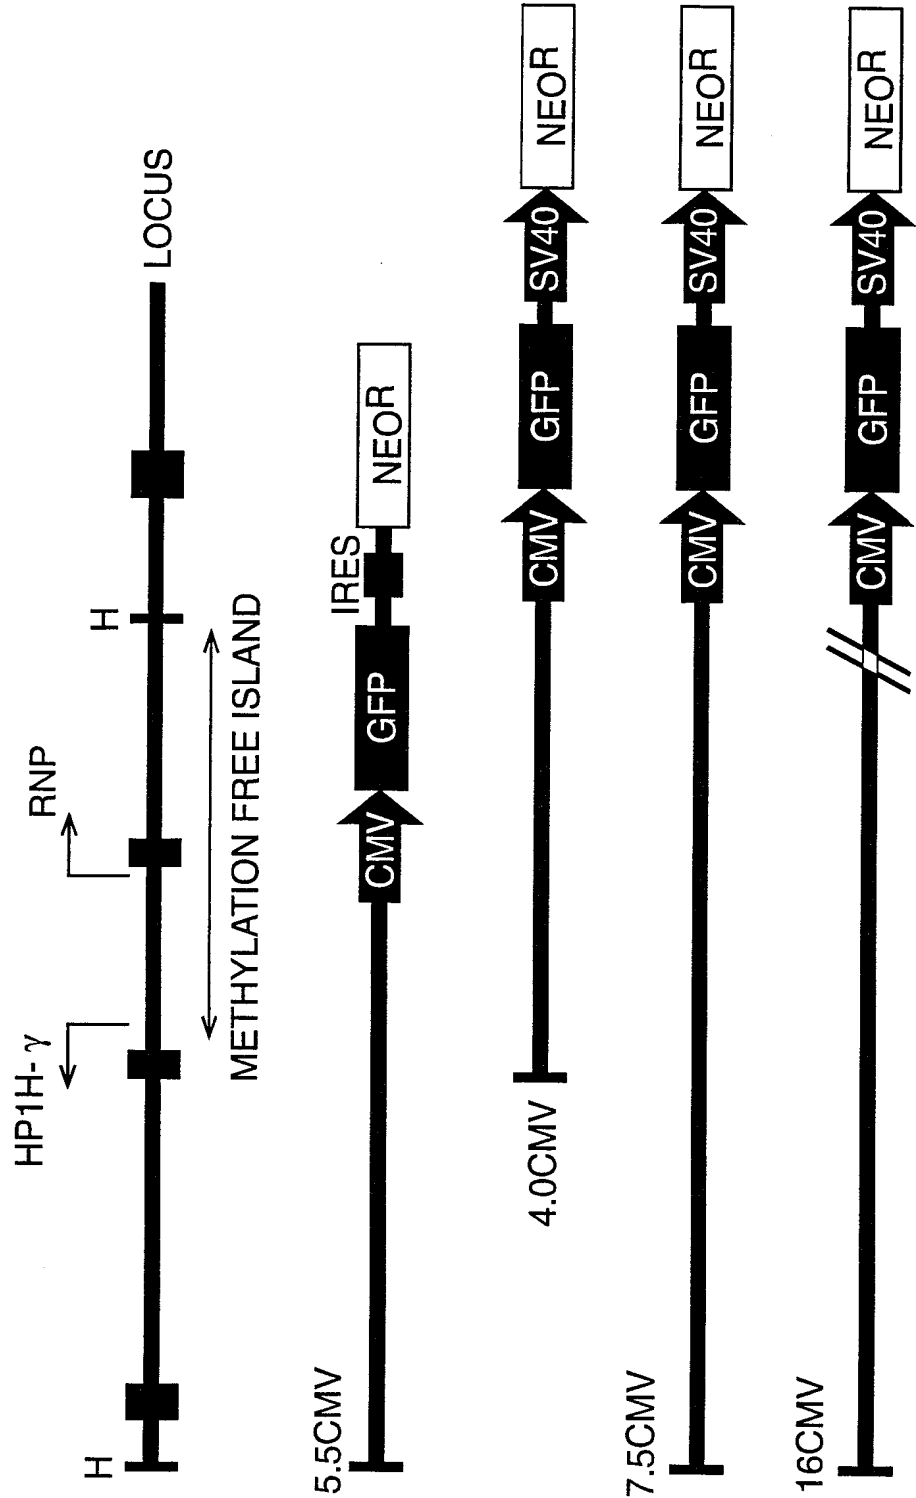 HP1H-γ
RNP
H
H
LOCUS
METHYLATION FREE ISLAND
5.5CMV
CMV
GFP
IRES
NEOR
4.0CMV
CMV
GFP
SV40
NEOR
7.5CMV
CMV
GFP
SV40
NEOR
16CMV
CMV
GFP
SV40
NEOR